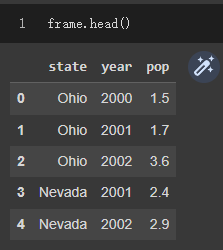 1 frame.head()
state year pop
0 Ohio 2000 1.5
1 Ohio 2001 1.7
2 Ohio 2002 3.6
3 Nevada 2001 2.4
4 Nevada 2002 2.9